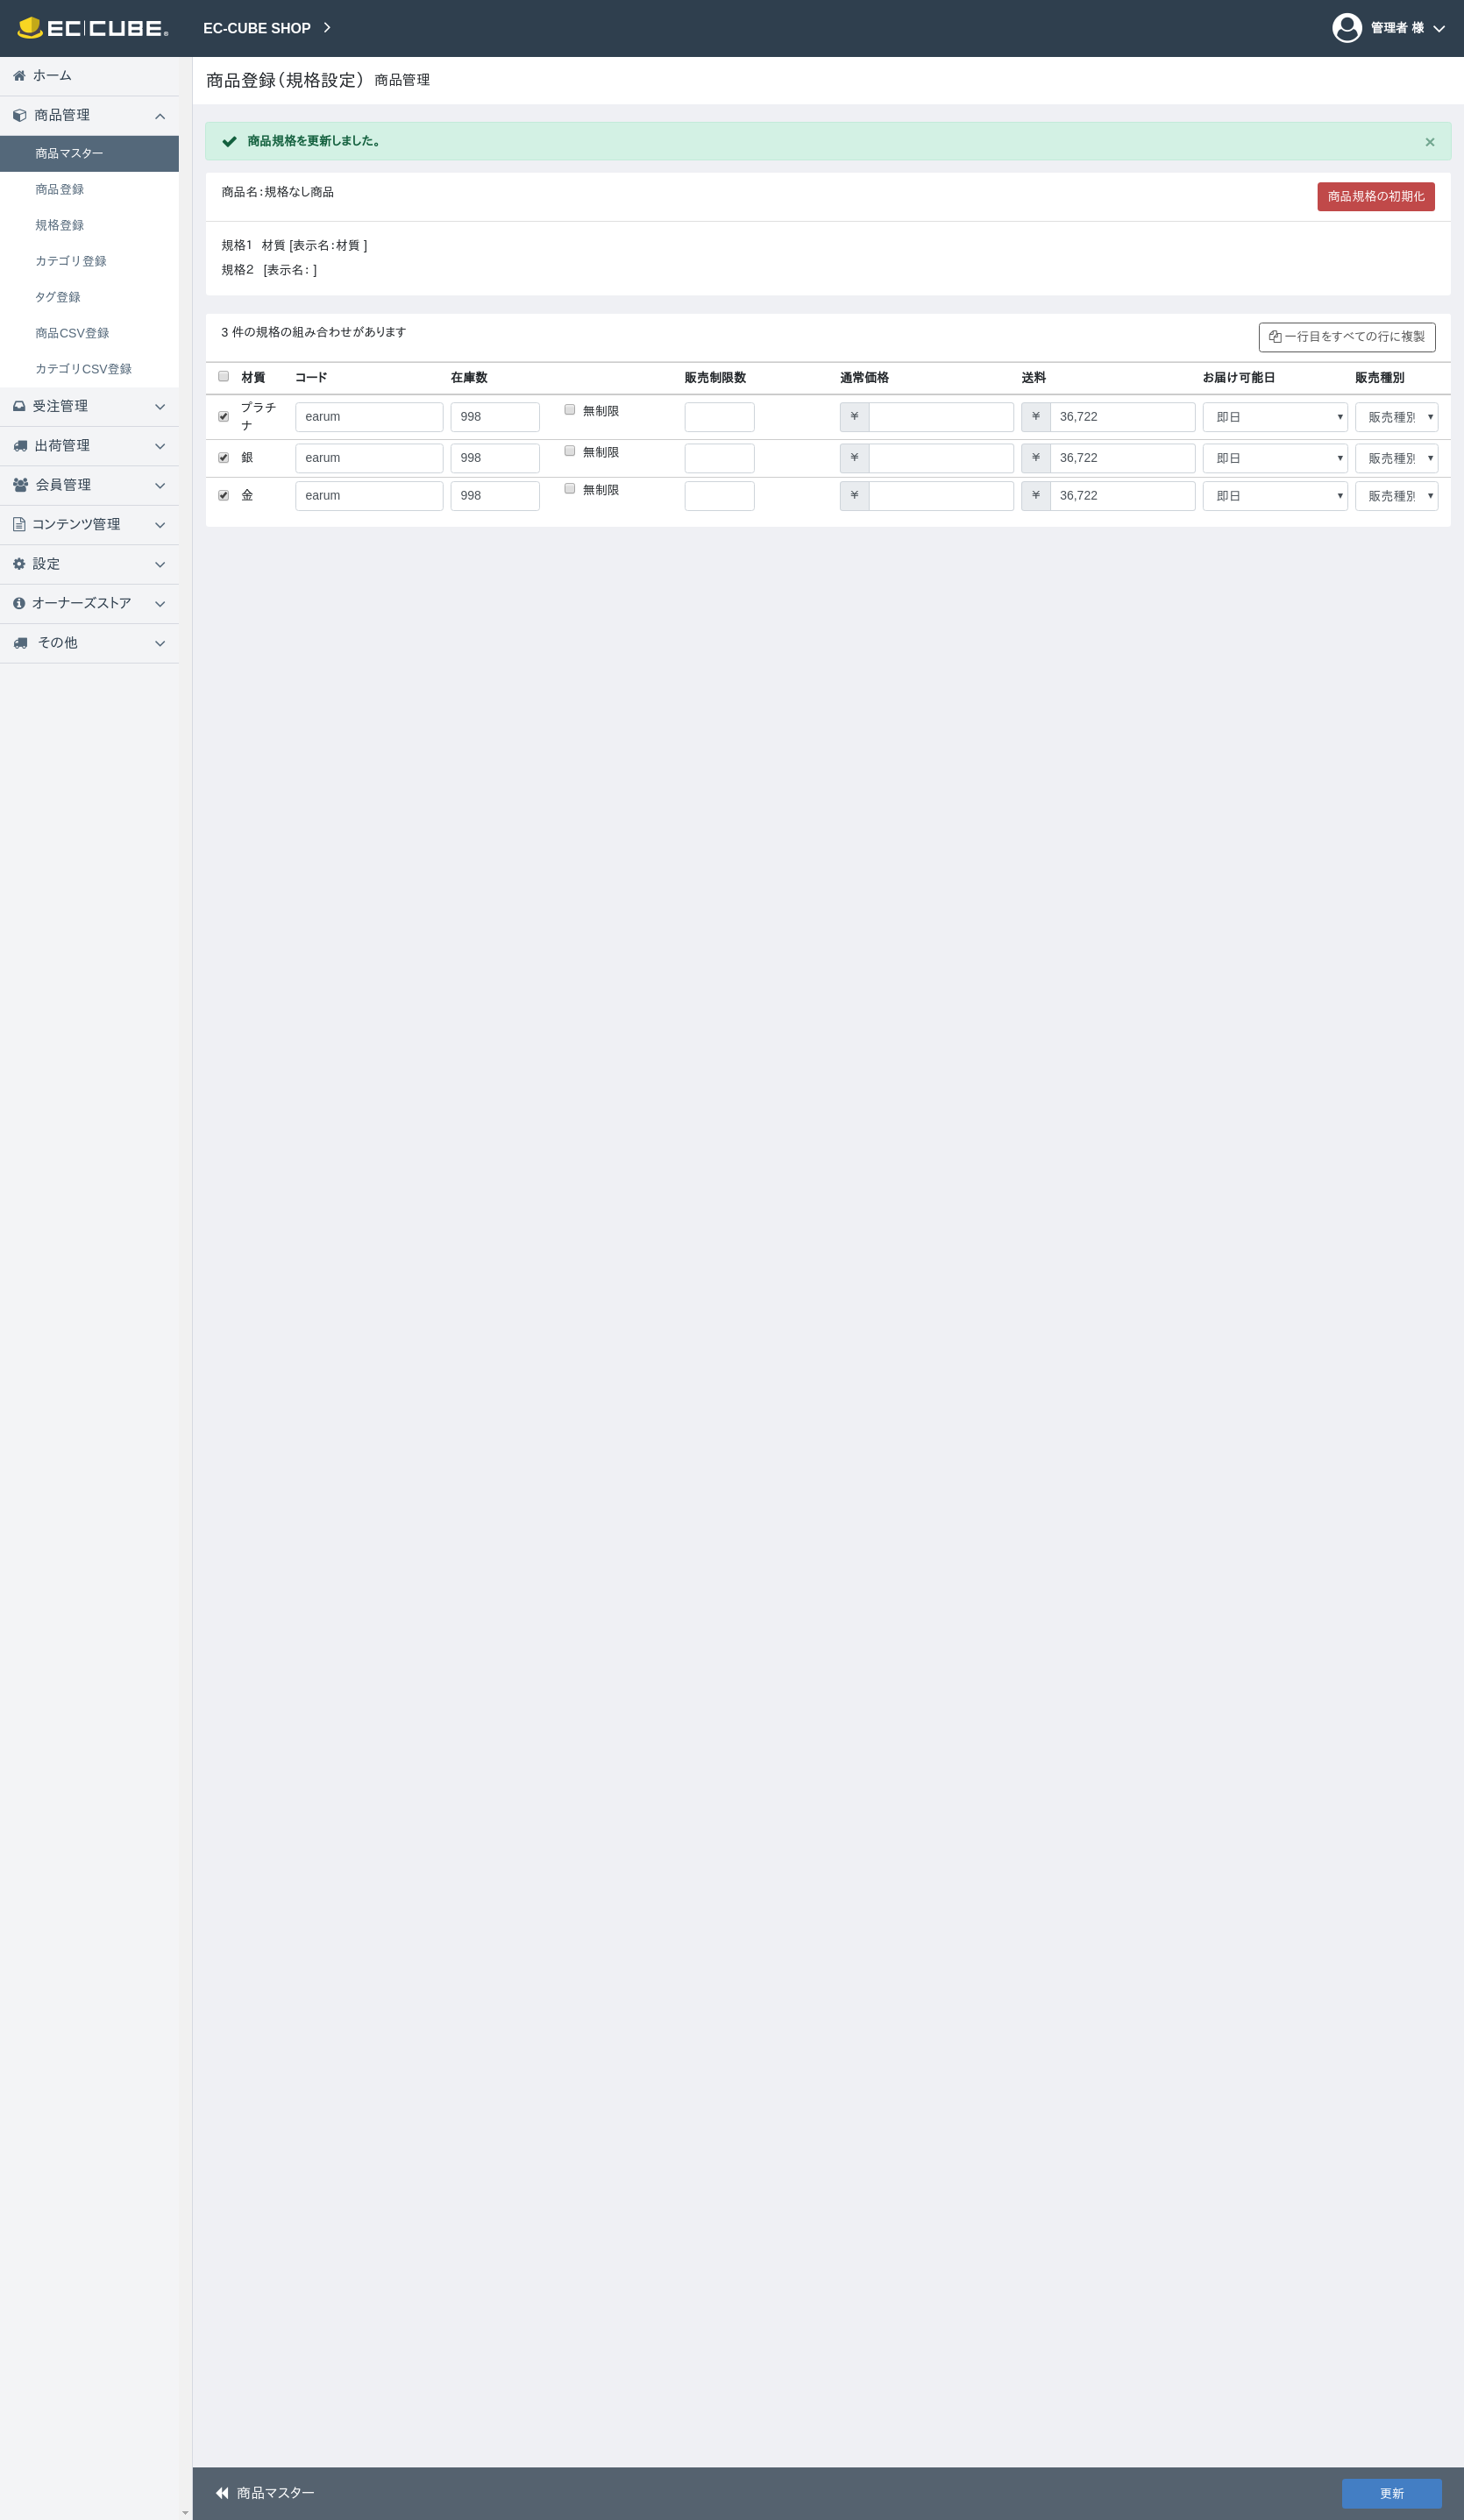 EC CUBE®
EC-CUBE SHOP
管理者 様
ホーム
商品管理
商品マスター
商品登録
規格登録
カテゴリ登録
タグ登録
商品CSV登録
カテゴリCSV登録
受注管理
出荷管理
会員管理
コンテンツ管理
設定
オーナーズストア
その他
商品登録（規格設定） 商品管理
商品規格を更新しました。 ×
商品名：規格なし商品 商品規格の初期化
規格1 材質 [表示名：材質 ]
規格2 [表示名： ]
3 件の規格の組み合わせがあります 一行目をすべての行に複製
材質 コード 在庫数 販売制限数 通常価格 送料 お届け可能日 販売種別
プラチナ earum 998 無制限 ¥ ¥ 36,722 即日 販売種別
銀 earum 998 無制限 ¥ ¥ 36,722 即日 販売種別
金 earum 998 無制限 ¥ ¥ 36,722 即日 販売種別
商品マスター 更新